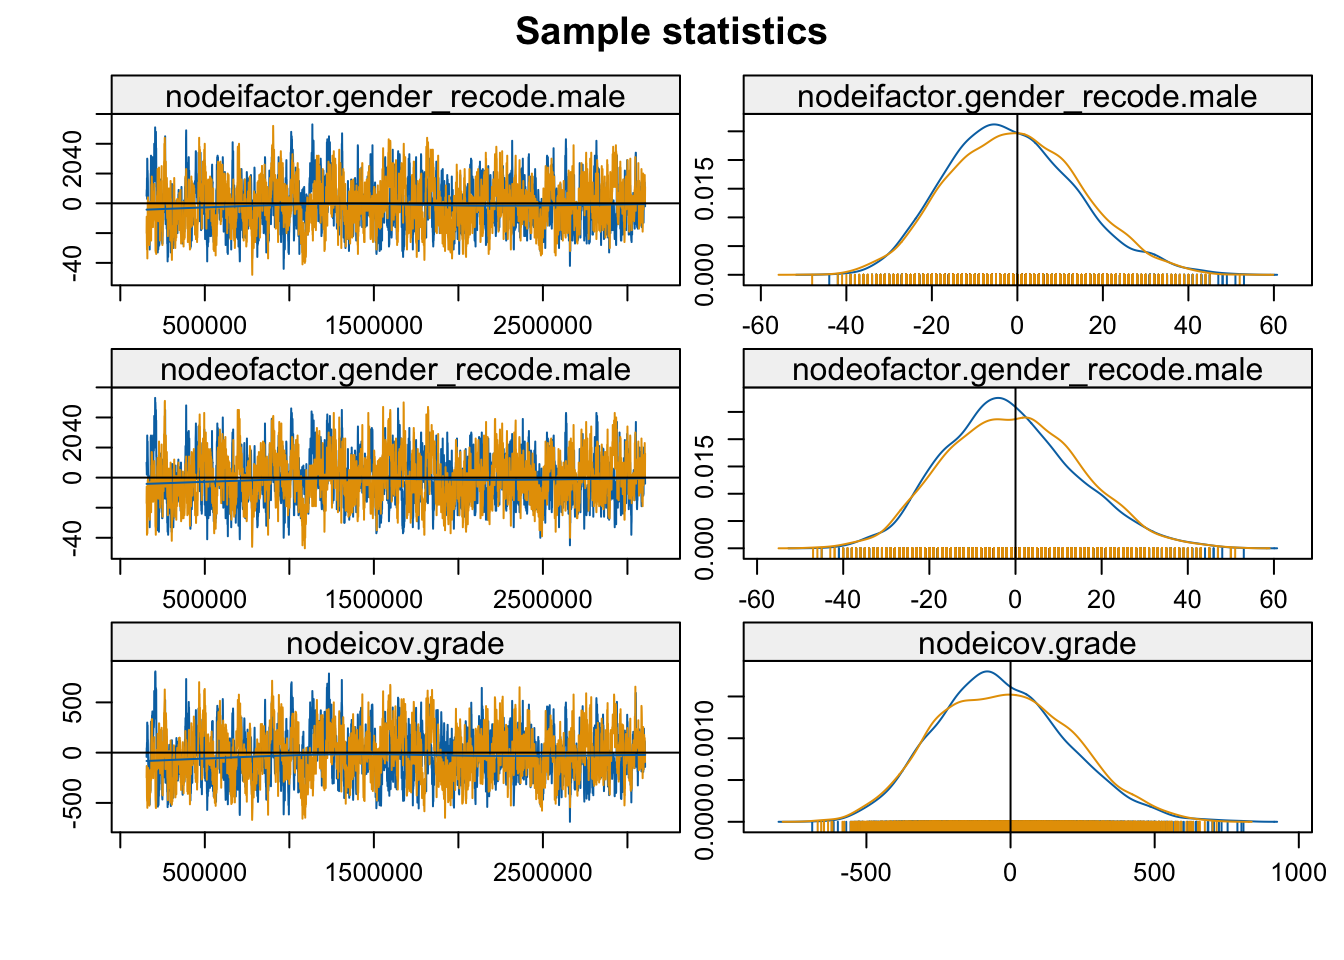 Sample statistics
nodeifactor.gender_recode.male
nodeifactor.gender_recode.male
-40 0 2040
0.000 0.015
500000 1500000 2500000
-60 -40 -20 0 20 40 60
nodeofactor.gender_recode.male
nodeofactor.gender_recode.male
-40 0 2040
0.000 0.015
500000 1500000 2500000
-60 -40 -20 0 20 40 60
nodeicov.grade
nodeicov.grade
-500 0 500
0.0000 0.0010
500000 1500000 2500000
-500 0 500 1000